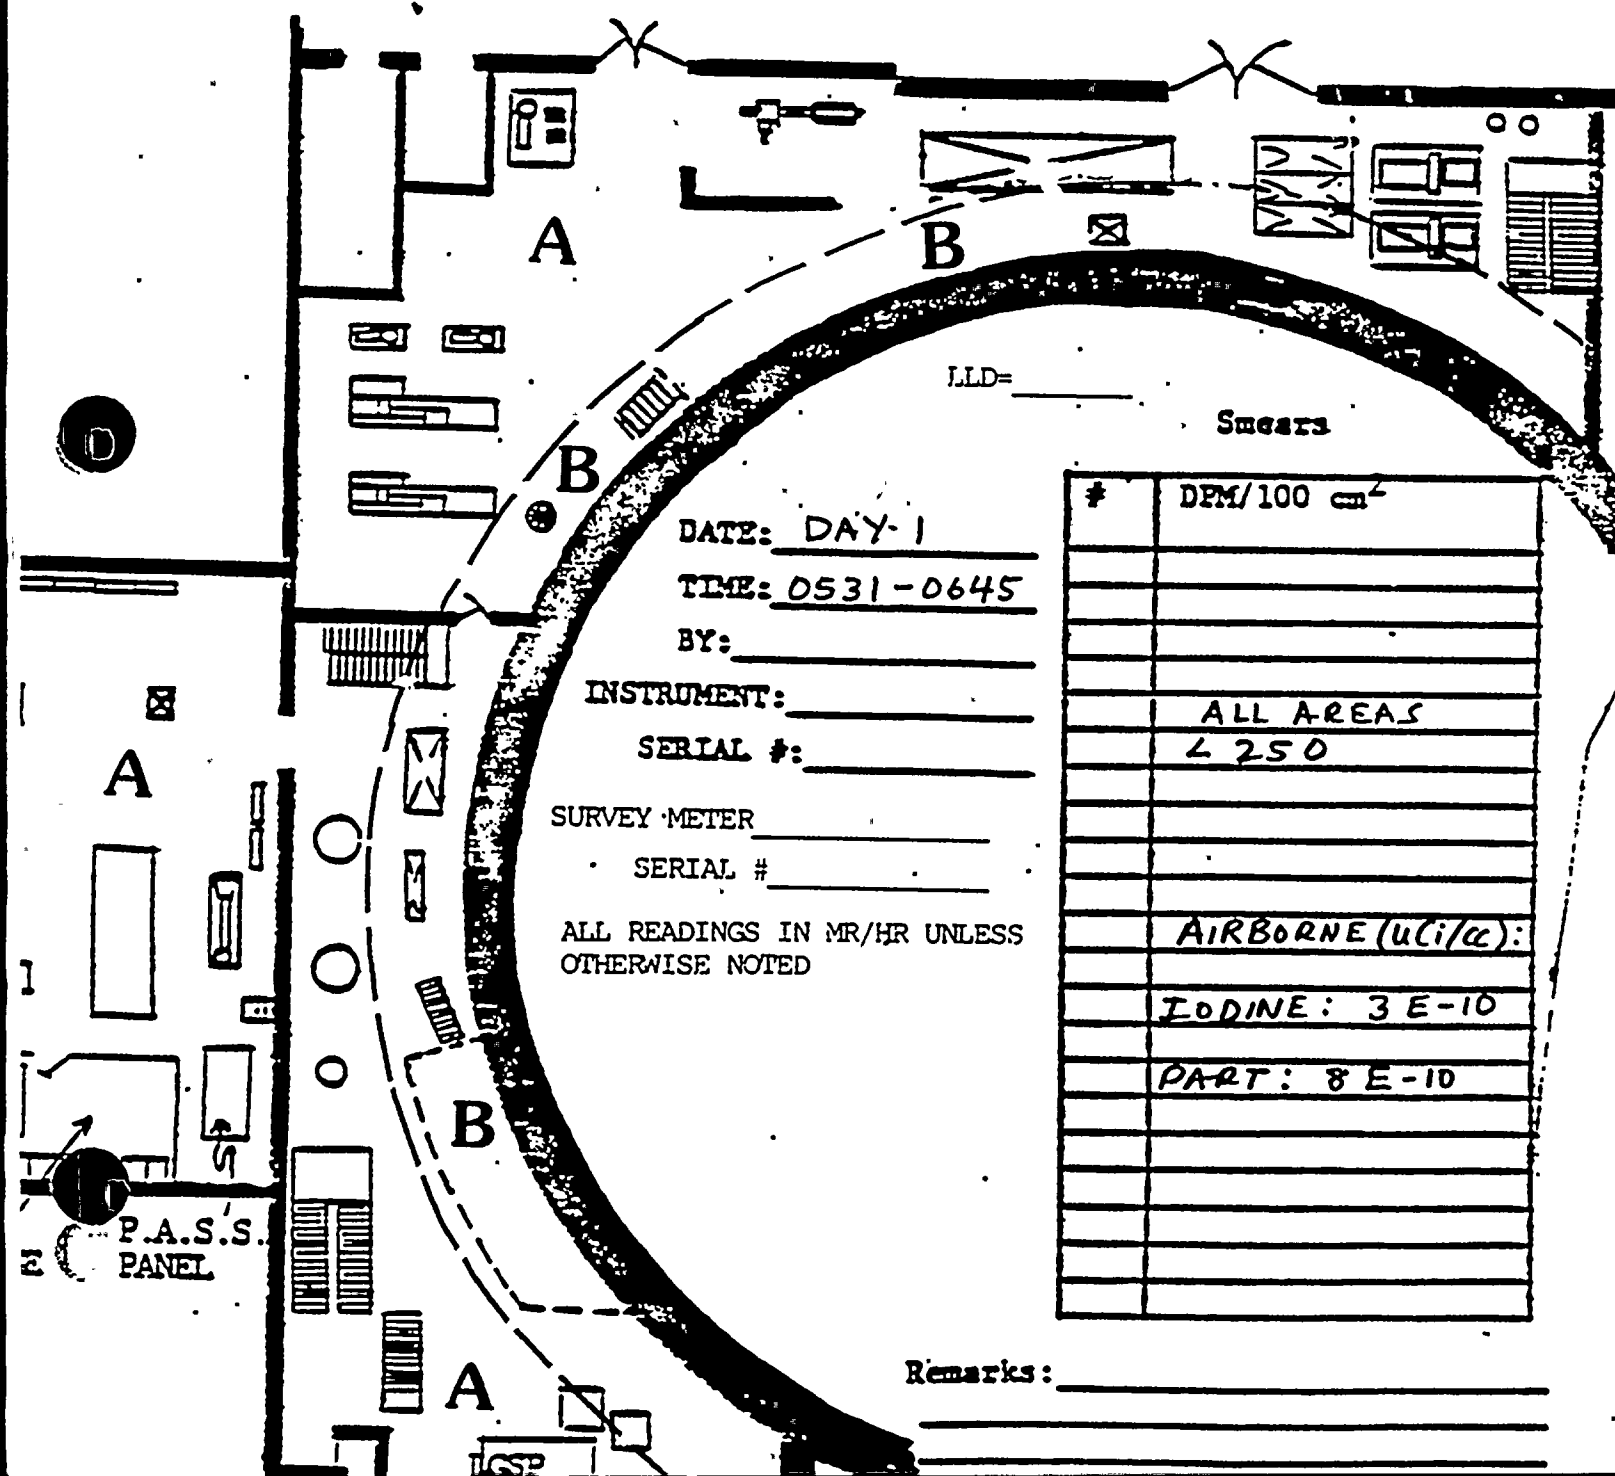 A
B
LLD=
Smears
B
# DPM/100 cm²
DATE: DAY-1
TIME: 0531-0645
BY:
INSTRUMENT:
ALL AREAS
SERIAL #:
< 250
A
SURVEY METER
SERIAL #
ALL READINGS IN MR/HR UNLESS
OTHERWISE NOTED
AIRBORNE (uCi/cc):
IODINE: 3 E-10
PART: 8 E-10
B
P.A.S.S.
PANEL
E
Remarks:
A